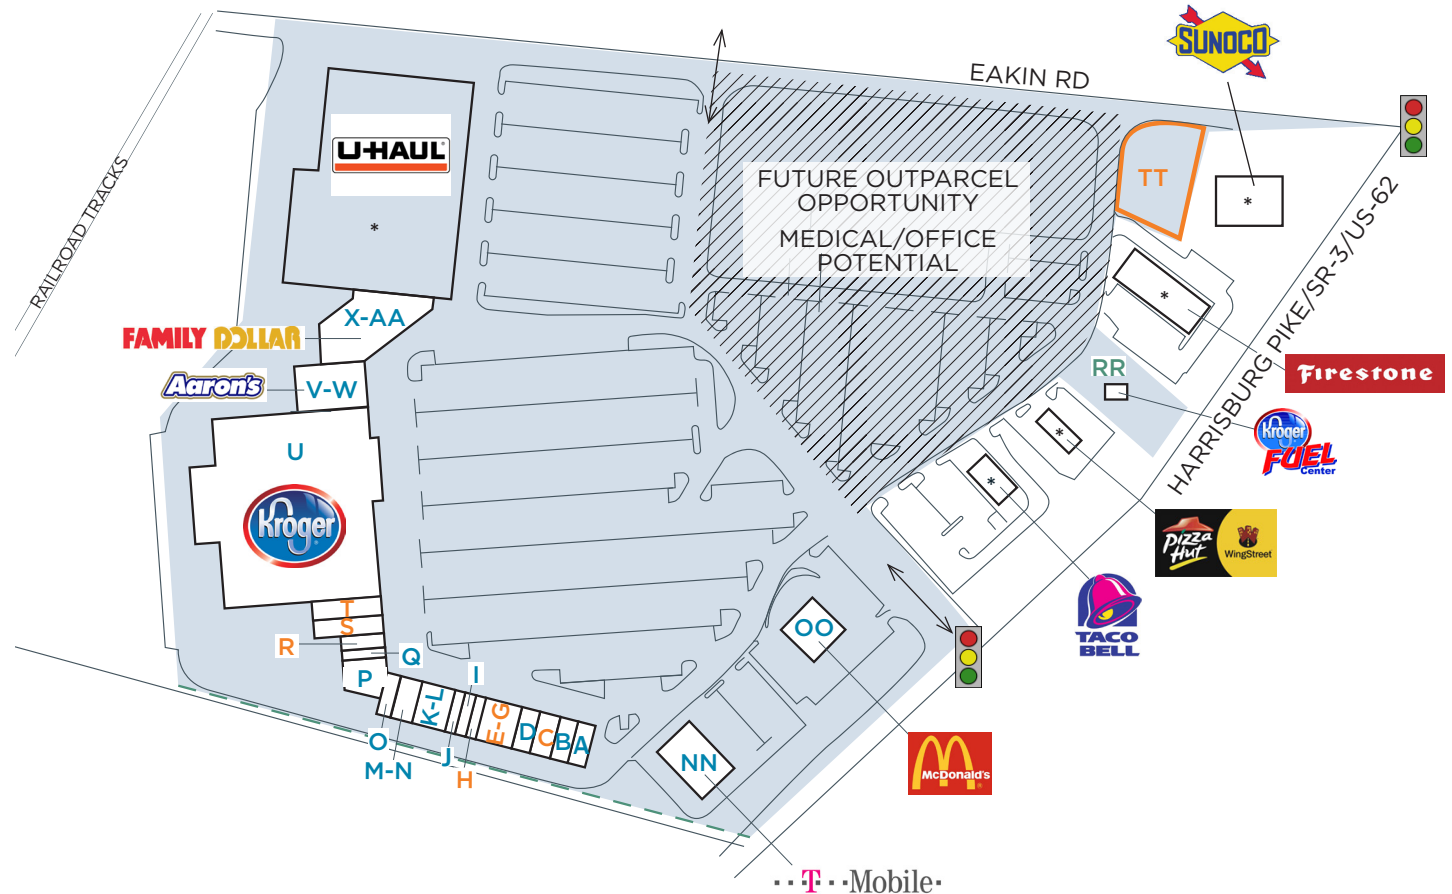 SUNOCO
EAKIN RD
U-HAUL
*
FUTURE OUTPARCEL
OPPORTUNITY
MEDICAL/OFFICE
POTENTIAL
TT
*
RAILROAD TRACKS
HARRISBURG PIKE/SR-3/US-62
*
X-AA
FAMILY DOLLAR
Aaron's
V-W
RR
Firestone
Kroger
FUEL
Center
U
Kroger
*
*
Pizza
Hut
WingStreet
TACO
BELL
T
S
R
Q
P
I
O
M-N
K-L
J
H
E-G
D
C
B
A
OO
NN
McDonald's
T Mobile